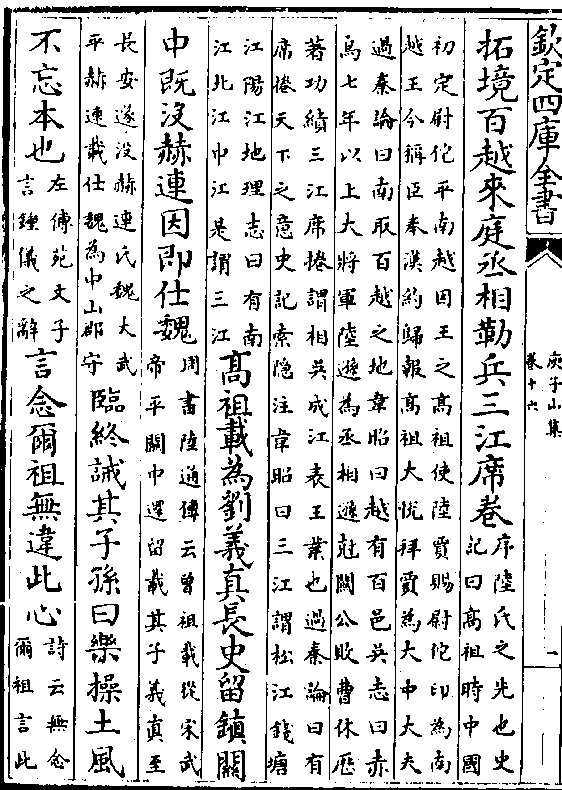 欽定四庫全書
庾子山集
卷十六
一
拓境百越來庭丞相勒兵三江席卷
序陸氏之先也史
記曰高祖時中國
初定尉佗平南越因王之高祖使陸賈賜尉佗印為南
越王令稱臣奉漢約歸報高祖大悅拜賈為大中大夫
過秦論曰南取百越之地韋昭曰越有百邑吳志曰赤
烏七年以上大將軍陸遜為丞相遜尅關公敗曹休歷
著功績三江席捲謂相吳成江表王業也過秦論曰有
席捲天下之意史記索隱注韋昭曰三江謂松江錢塘
江陽江地理志曰有南
江北江中江是謂三江
高祖載為劉義真長史留鎮關
中既沒赫連因即仕魏
周書陸通傳云曾祖載從宋武
帝平關中還留載其子義真至
長安遂沒赫連氏魏大武
平赫連載仕魏為中山郡守
臨終誡其子孫曰樂操土風
不忘本也
左傳范文子
言鍾儀之辭
言念爾祖無違此心
詩云無念
爾祖言此